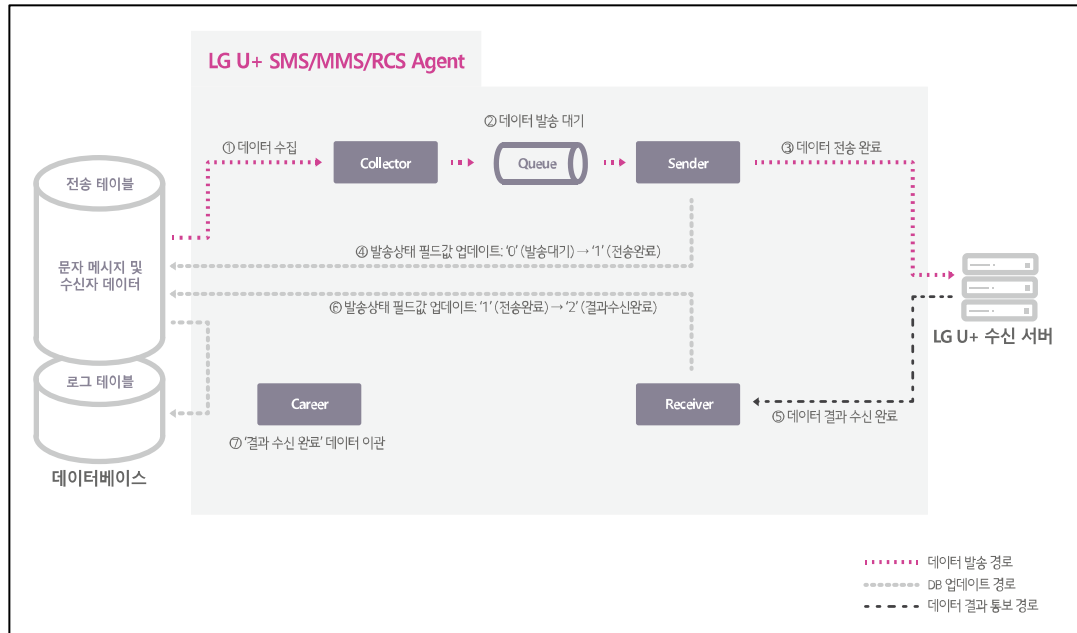 LG U+ SMS/MMS/RCS Agent
② 데이터 발송 대기
① 데이터 수집
③ 데이터 전송 완료
Collector
Queue
Sender
전송 테이블
문자 메시지 및
수신자 데이터
④ 발송상태 필드값 업데이트: ‘0’ (발송대기) → ‘1’ (전송완료)
⑥ 발송상태 필드값 업데이트: ‘1’ (전송완료) → ‘2’ (결과수신완료)
LG U+ 수신 서버
로그 테이블
Career
Receiver
⑤ 데이터 결과 수신 완료
⑦ ‘결과 수신 완료’ 데이터 이관
데이터베이스
데이터 발송 경로
DB 업데이트 경로
데이터 결과 통보 경로